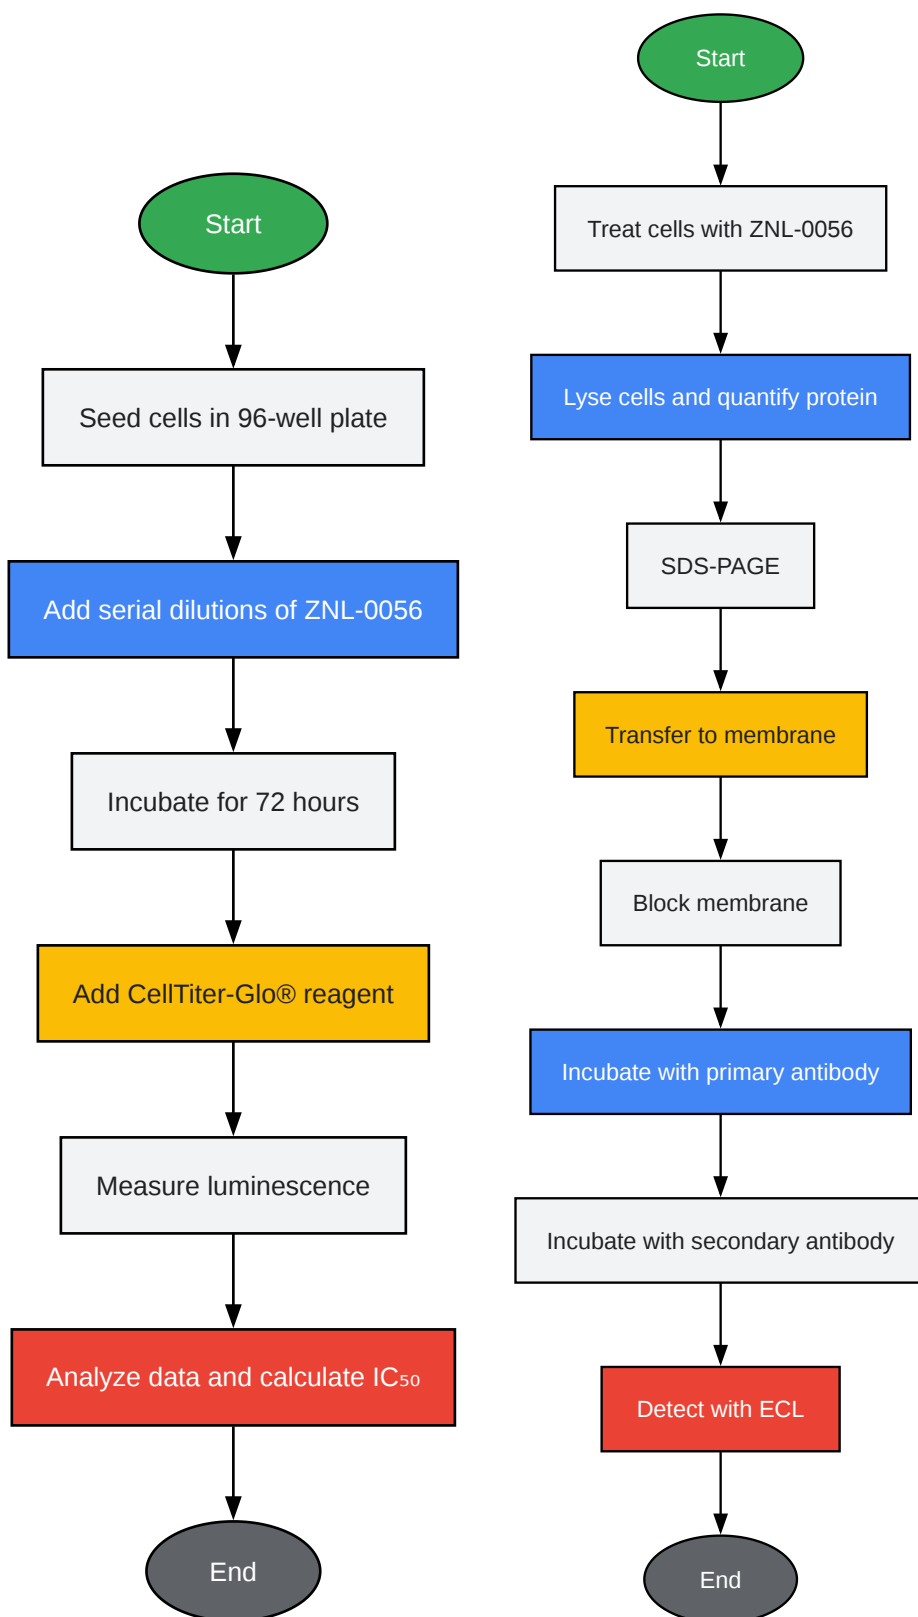 Start
Seed cells in 96-well plate
Add serial dilutions of ZNL-0056
Incubate for 72 hours
Add CellTiter-Glo® reagent
Measure luminescence
Analyze data and calculate IC₅₀
End
Start
Treat cells with ZNL-0056
Lyse cells and quantify protein
SDS-PAGE
Transfer to membrane
Block membrane
Incubate with primary antibody
Incubate with secondary antibody
Detect with ECL
End